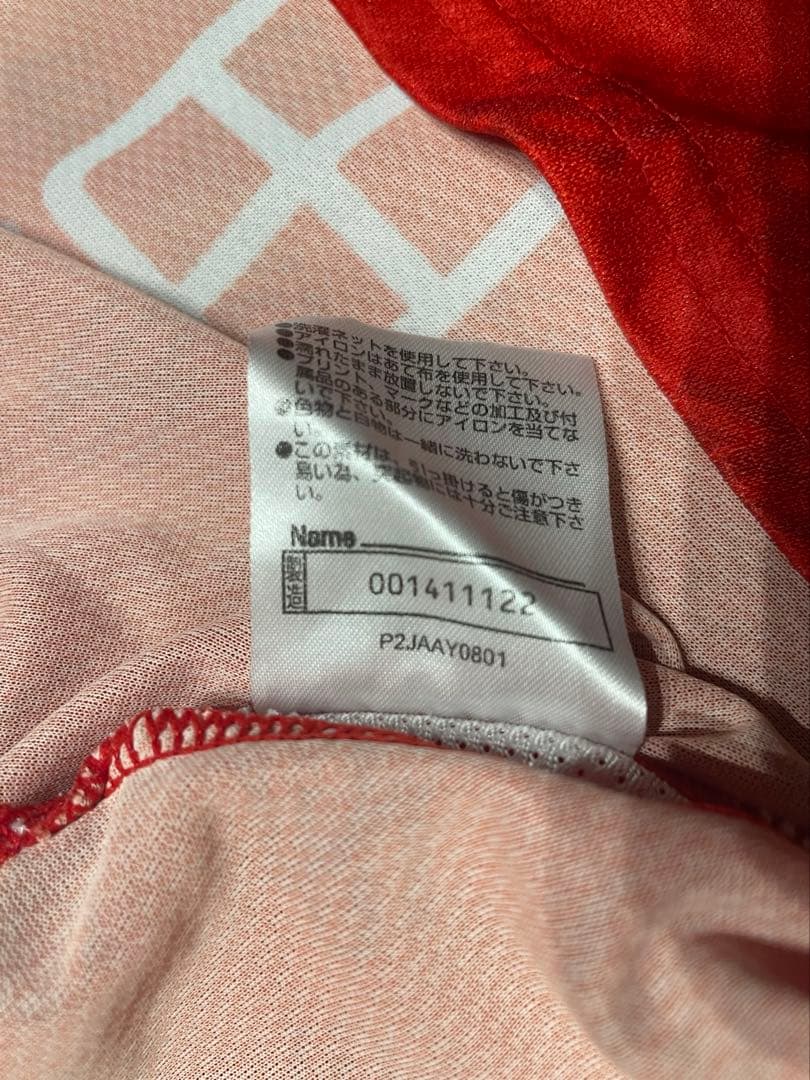 ●洗濯ネットを使用して下さい。
●アイロンはあて布を使用して下さい。
●濡れたまま放置しないで下さい。
プリント、マークなどの加工及び付
属品のある部分にアイロンを当てな
いで下さい。
●色物と白物は一緒に洗わないで下さ
い。
●この素材は、引っ掛けると傷がつき
易い為、突起物には十分ご注意下さ
い。
Name
001411122
P2JAAY0801